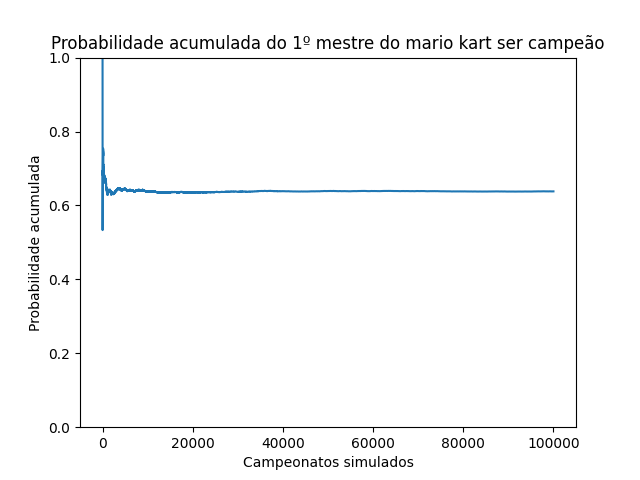 Probabilidade acumulada do 1º mestre do mario kart ser campeão
1.0
0.8
0.6
0.4
0.2
0.0
Probabilidade acumulada
0 20000 40000 60000 80000 100000
Campeonatos simulados